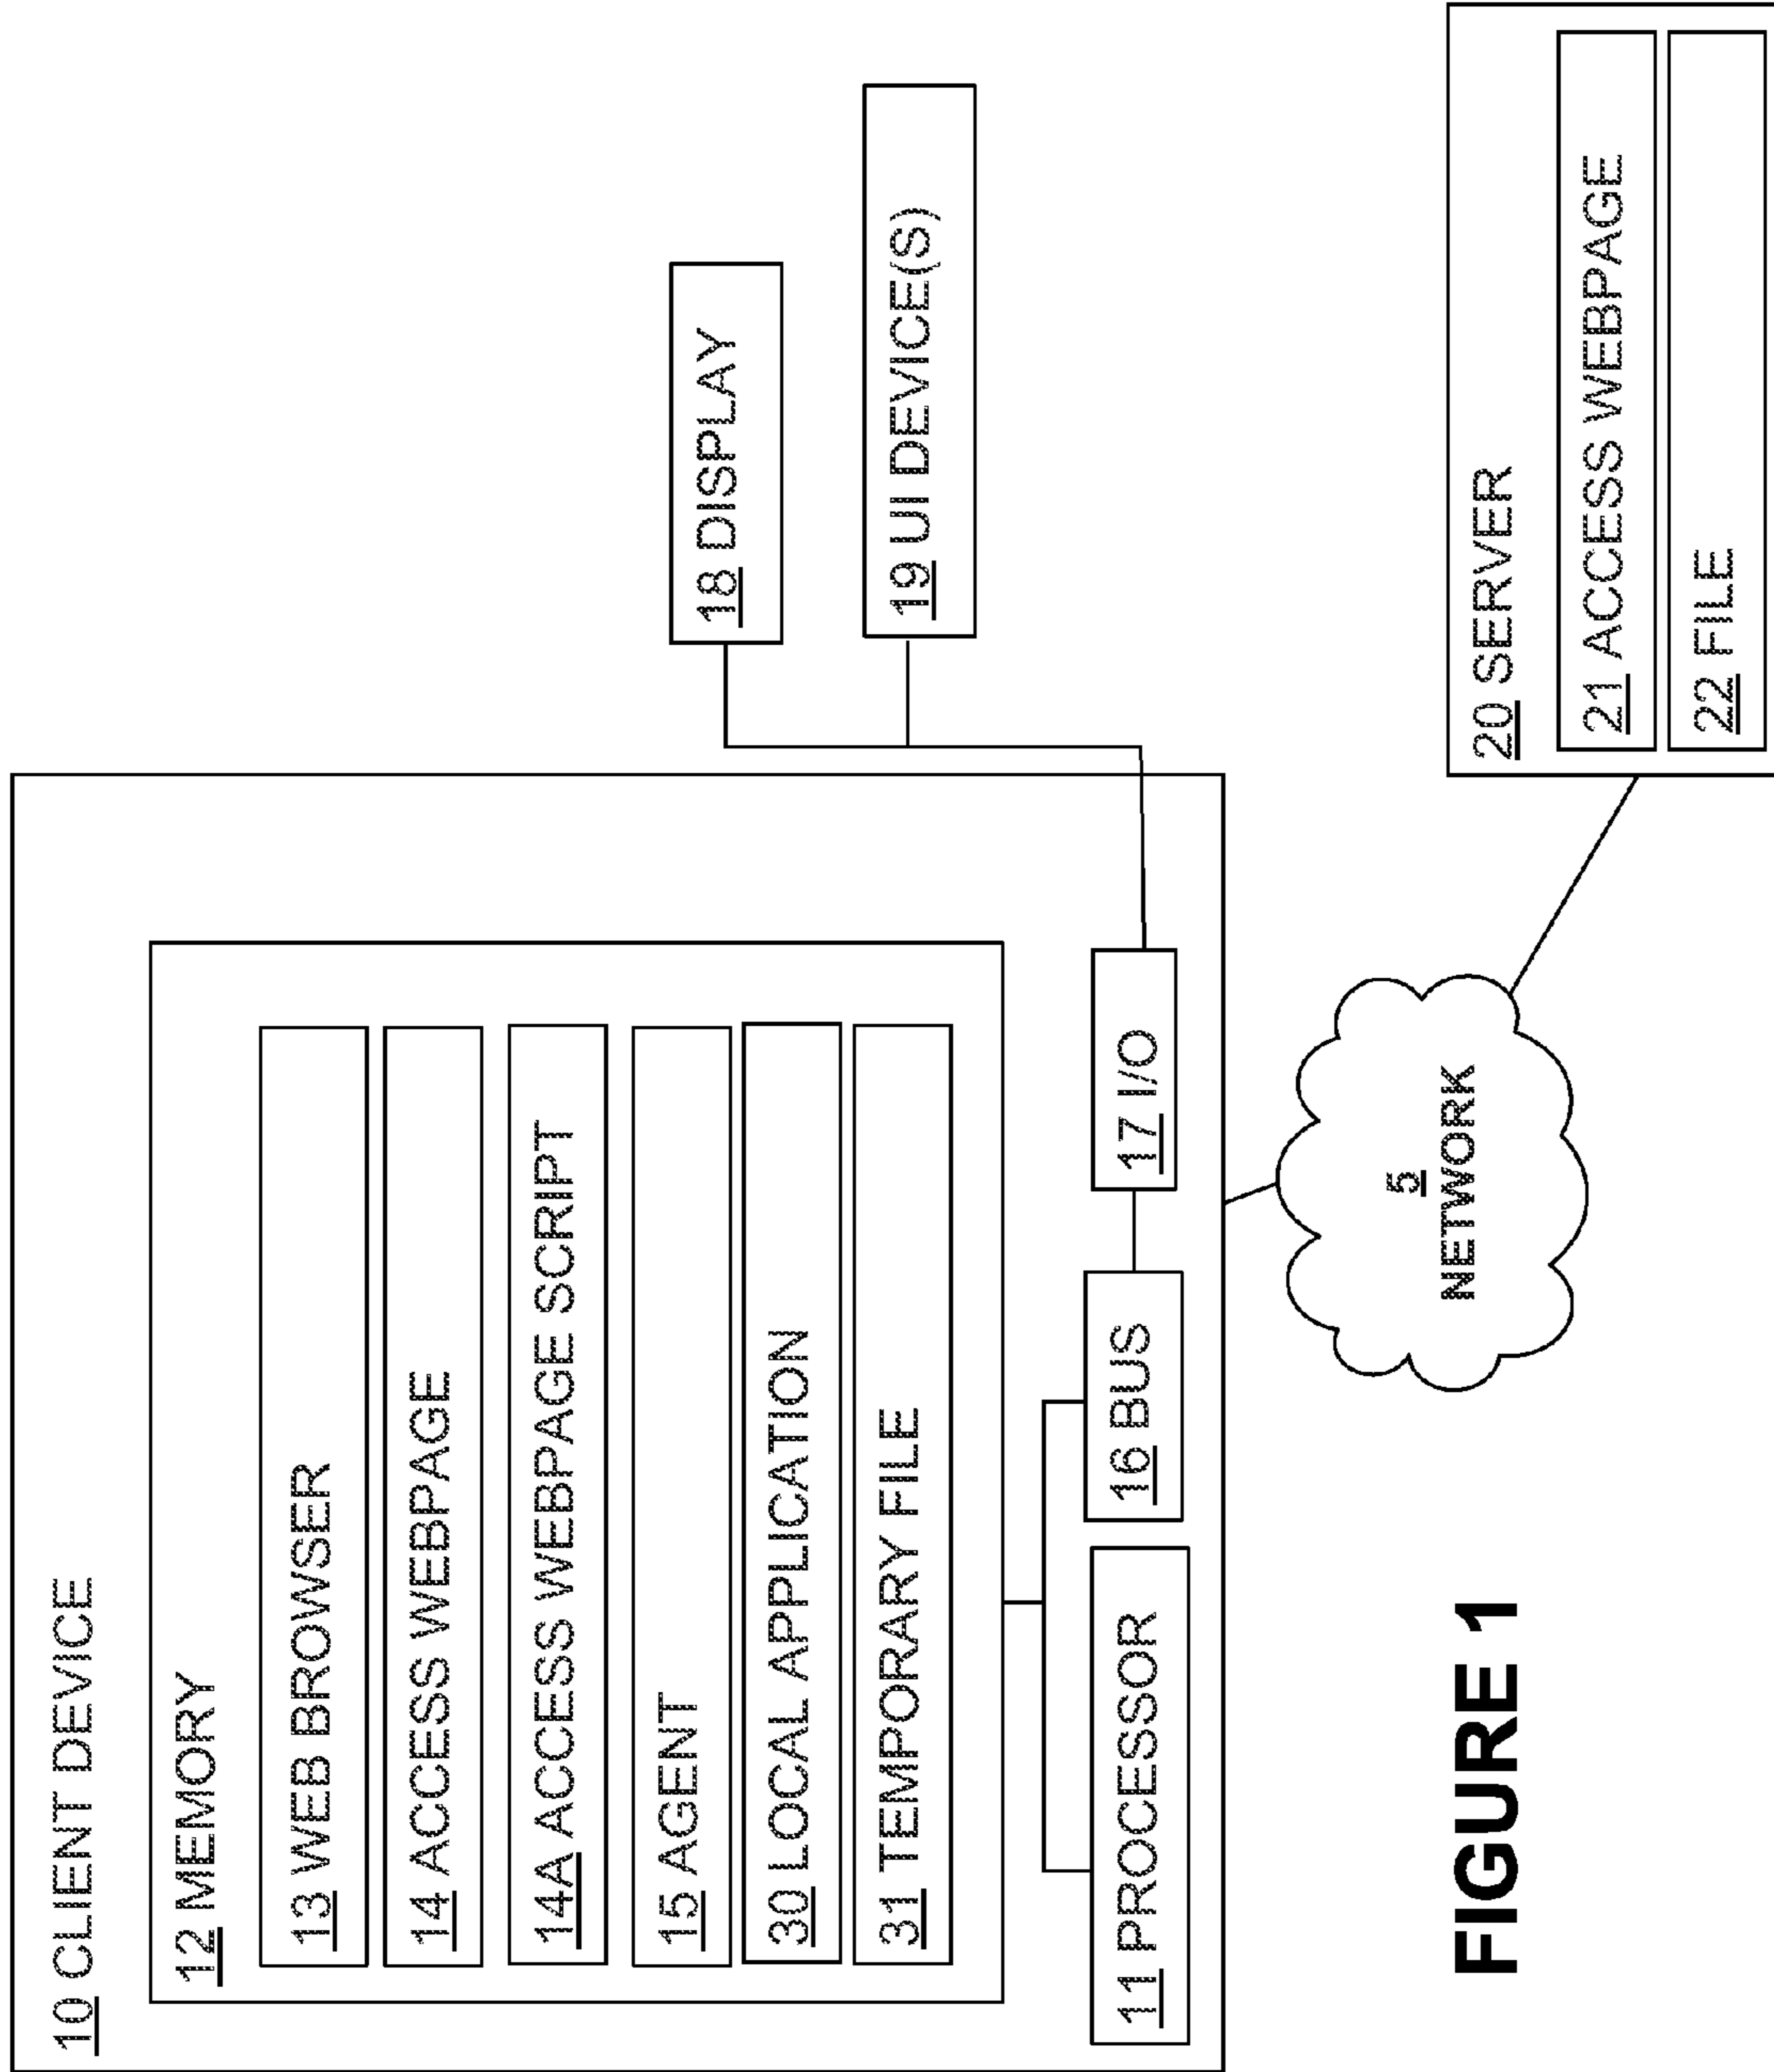 10 CLIENT DEVICE
12 MEMORY
13 WEB BROWSER
14 ACCESS WEBPAGE
14A ACCESS WEBPAGE SCRIPT
15 AGENT
30 LOCAL APPLICATION
31 TEMPORARY FILE
11 PROCESSOR
16 BUS
17 I/O
18 DISPLAY
19 UI DEVICE(S)
5
NETWORK
20 SERVER
21 ACCESS WEBPAGE
22 FILE
FIGURE 1